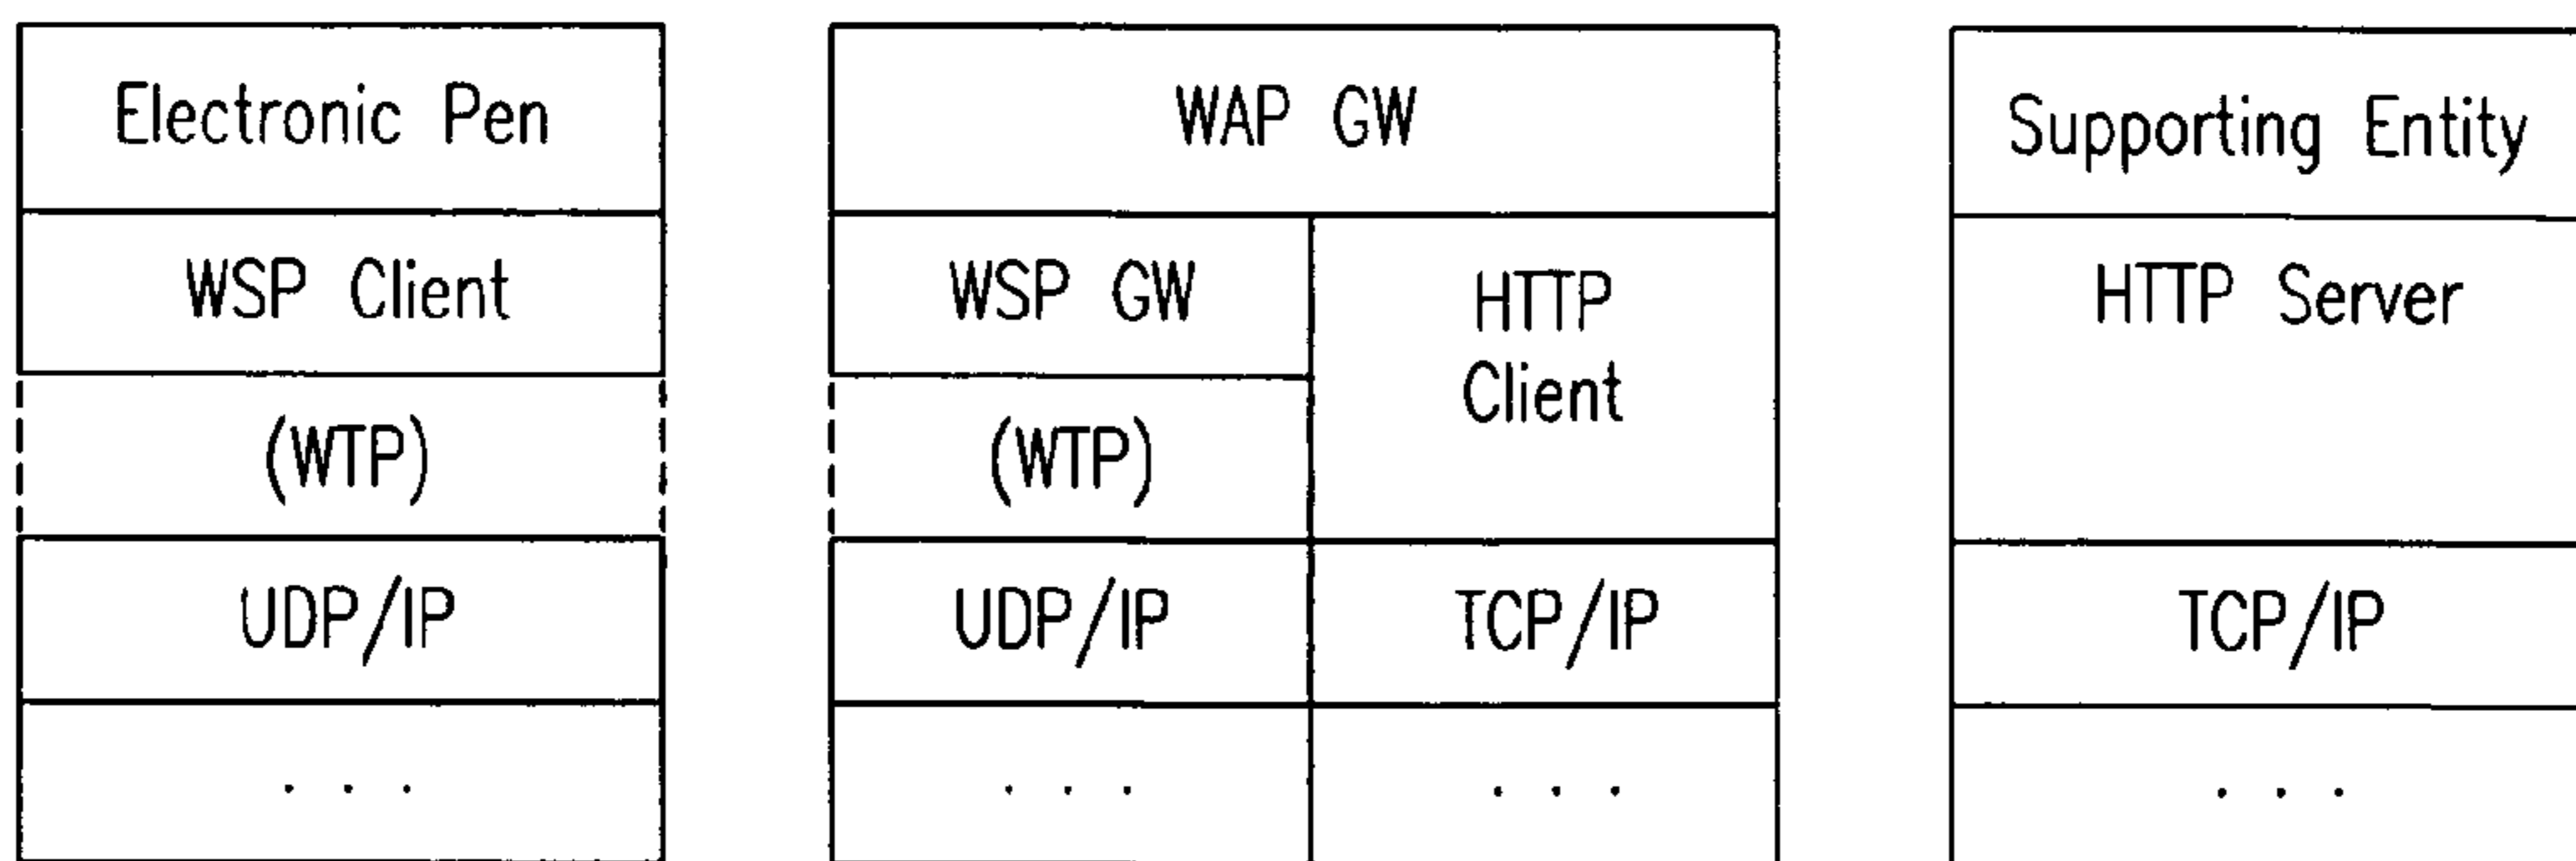 Electronic Pen
WSP Client
(WTP)
UDP/IP
. . .
WAP GW
WSP GW
(WTP)
UDP/IP
. . .
HTTP
Client
TCP/IP
. . .
Supporting Entity
HTTP Server
TCP/IP
. . .